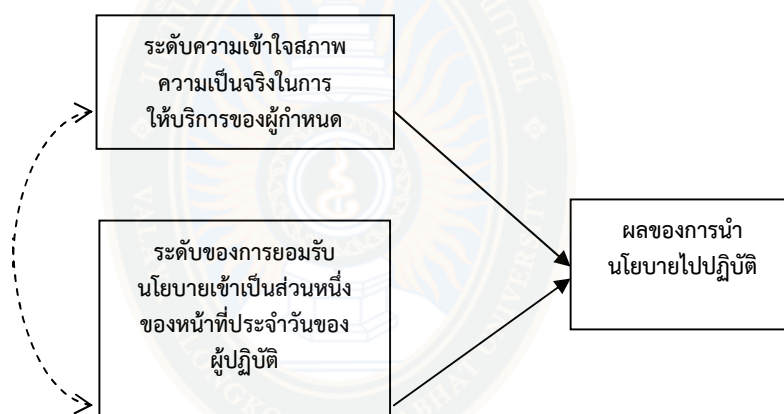 ระดับความเข้าใจสภาพ
ความเป็นจริงในการ
ให้บริการของผู้กำหนด
ระดับของการยอมรับ
นโยบายเข้าเป็นส่วนหนึ่ง
ของหน้าที่ประจำวันของ
ผู้ปฏิบัติ
ผลของการนำ
นโยบายไปปฏิบัติ